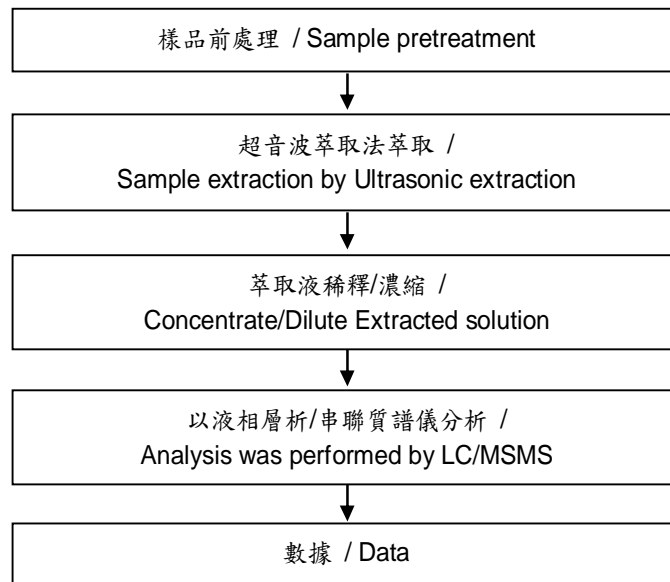 樣品前處理 / Sample pretreatment
超音波萃取法萃取 /
Sample extraction by Ultrasonic extraction
萃取液稀釋/濃縮 /
Concentrate/Dilute Extracted solution
以液相層析/串聯質譜儀分析 /
Analysis was performed by LC/MSMS
數據 / Data